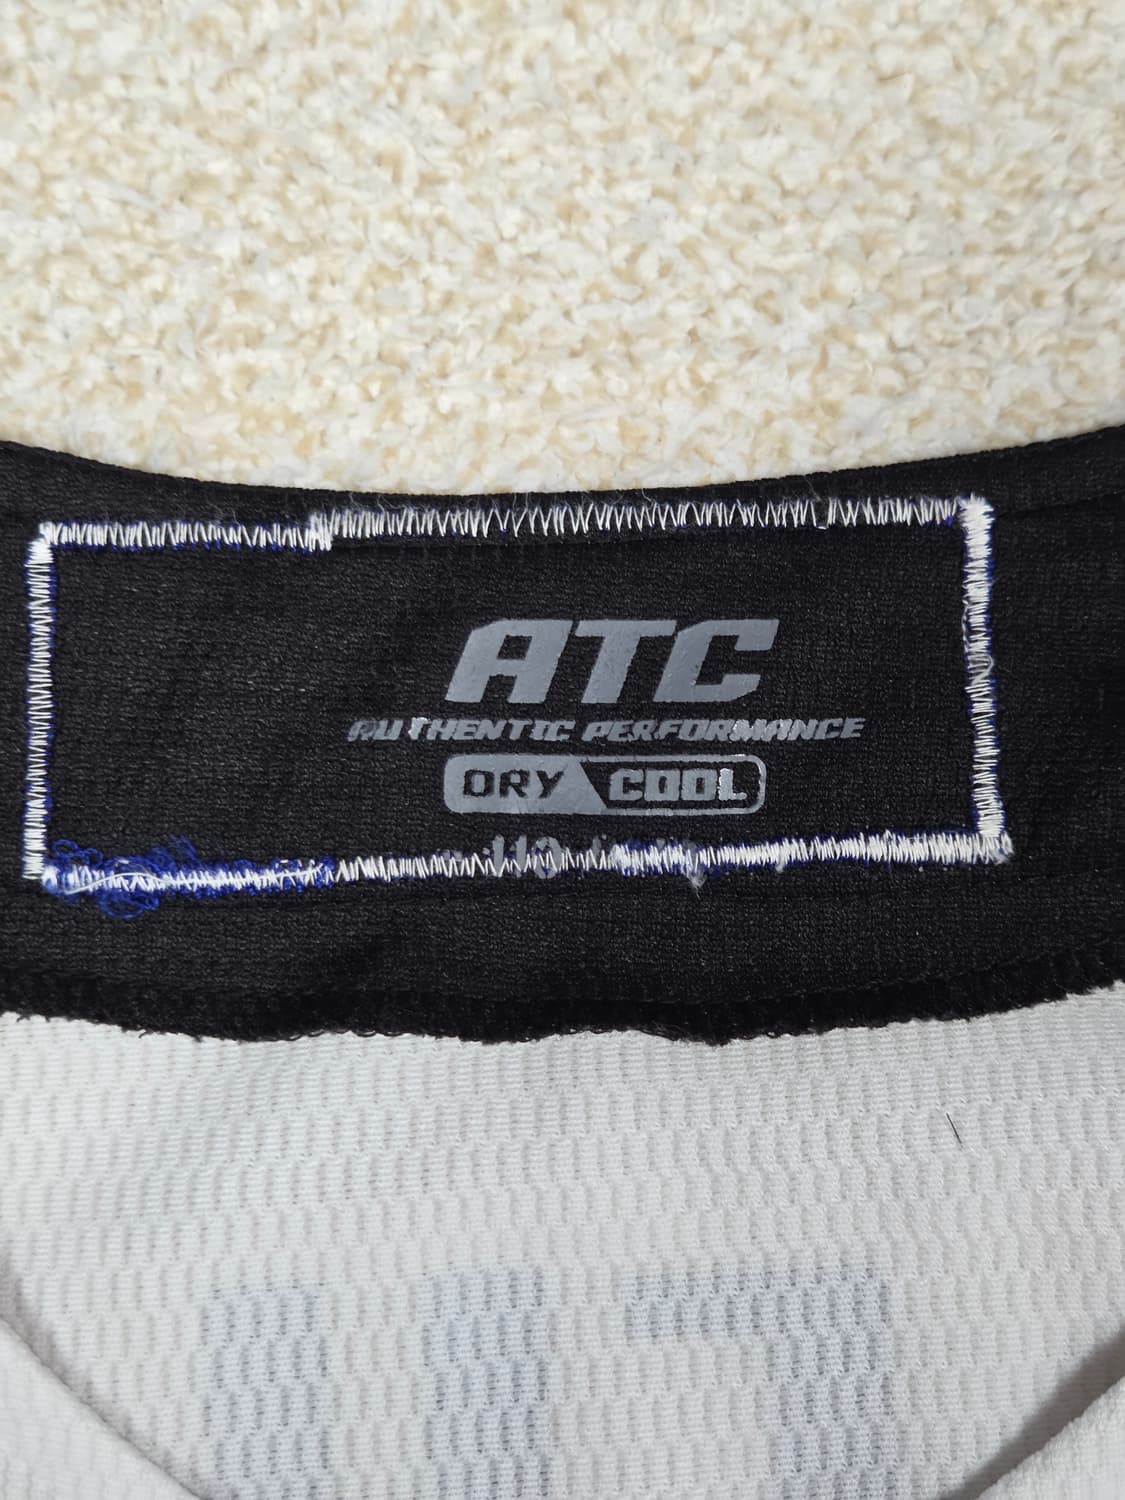 ATC
AUTHENTIC PERFORMANCE
DRY COOL